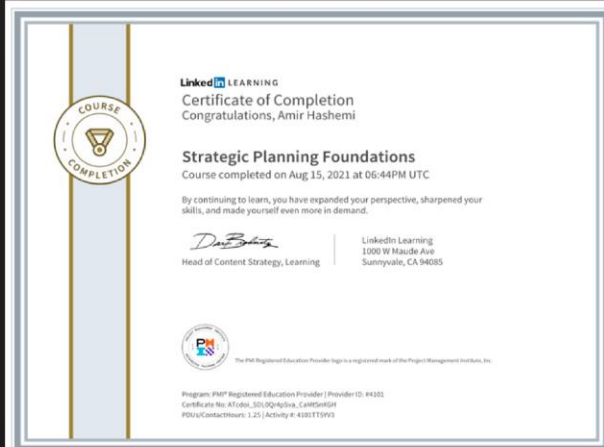 COURSE
COMPLETION
Linked in LEARNING
Certificate of Completion
Congratulations, Amir Hashemi
Strategic Planning Foundations
Course completed on Aug 15, 2021 at 06:44PM UTC
By continuing to learn, you have expanded your perspective, sharpened your
skills, and made yourself even more in demand.
Head of Content Strategy, Learning
LinkedIn Learning
1000 W Maude Ave
Sunnyvale, CA 94085
PMI
The PMI Registered Education Provider logo is a registered mark of the Project Management Institute, Inc.
Program: PMI® Registered Education Provider | Provider ID: #4101
Certificate No:
PDUs/ContactHours: 1.25 | Activity #: 4101TTSYV3